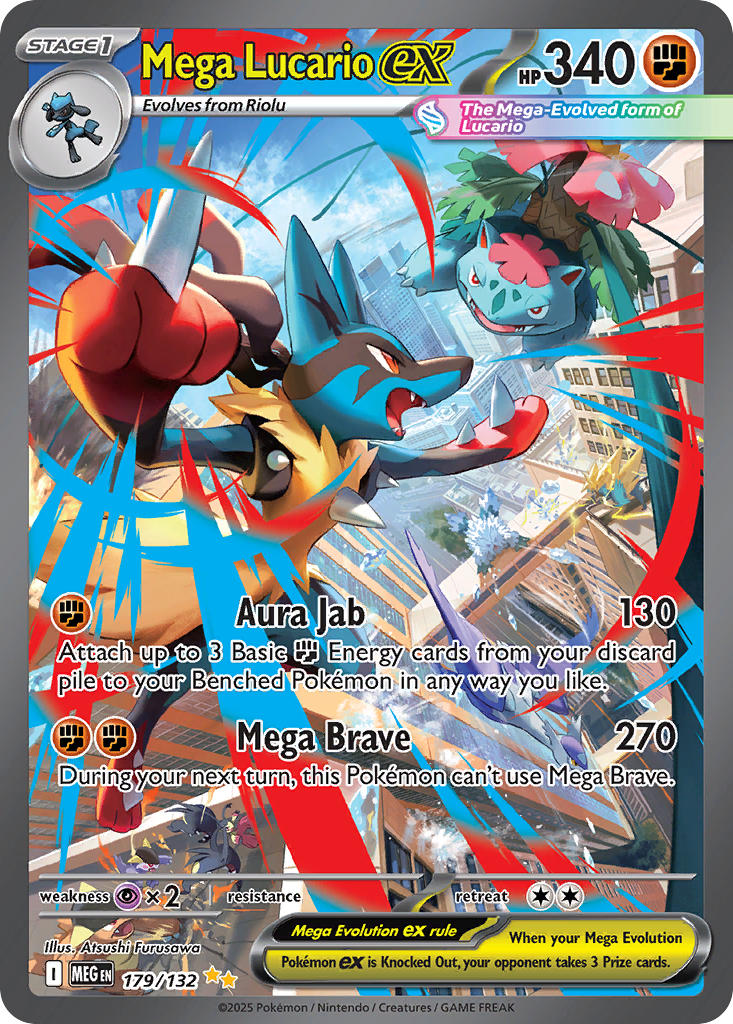 STAGE1
Mega Lucario ex
HP 340
Evolves from Riolu
The Mega-Evolved form of
Lucario
Aura Jab 130
Attach up to 3 Basic Energy cards from your discard
pile to your Benched Pokémon in any way you like.
Mega Brave 270
During your next turn, this Pokémon can't use Mega Brave.
weakness ×2 resistance retreat
Illus. Atsushi Furusawa
Mega Evolution ex rule
When your Mega Evolution
Pokémon ex is Knocked Out, your opponent takes 3 Prize cards.
I MEG EN 179/132
©2025 Pokémon / Nintendo / Creatures / GAME FREAK